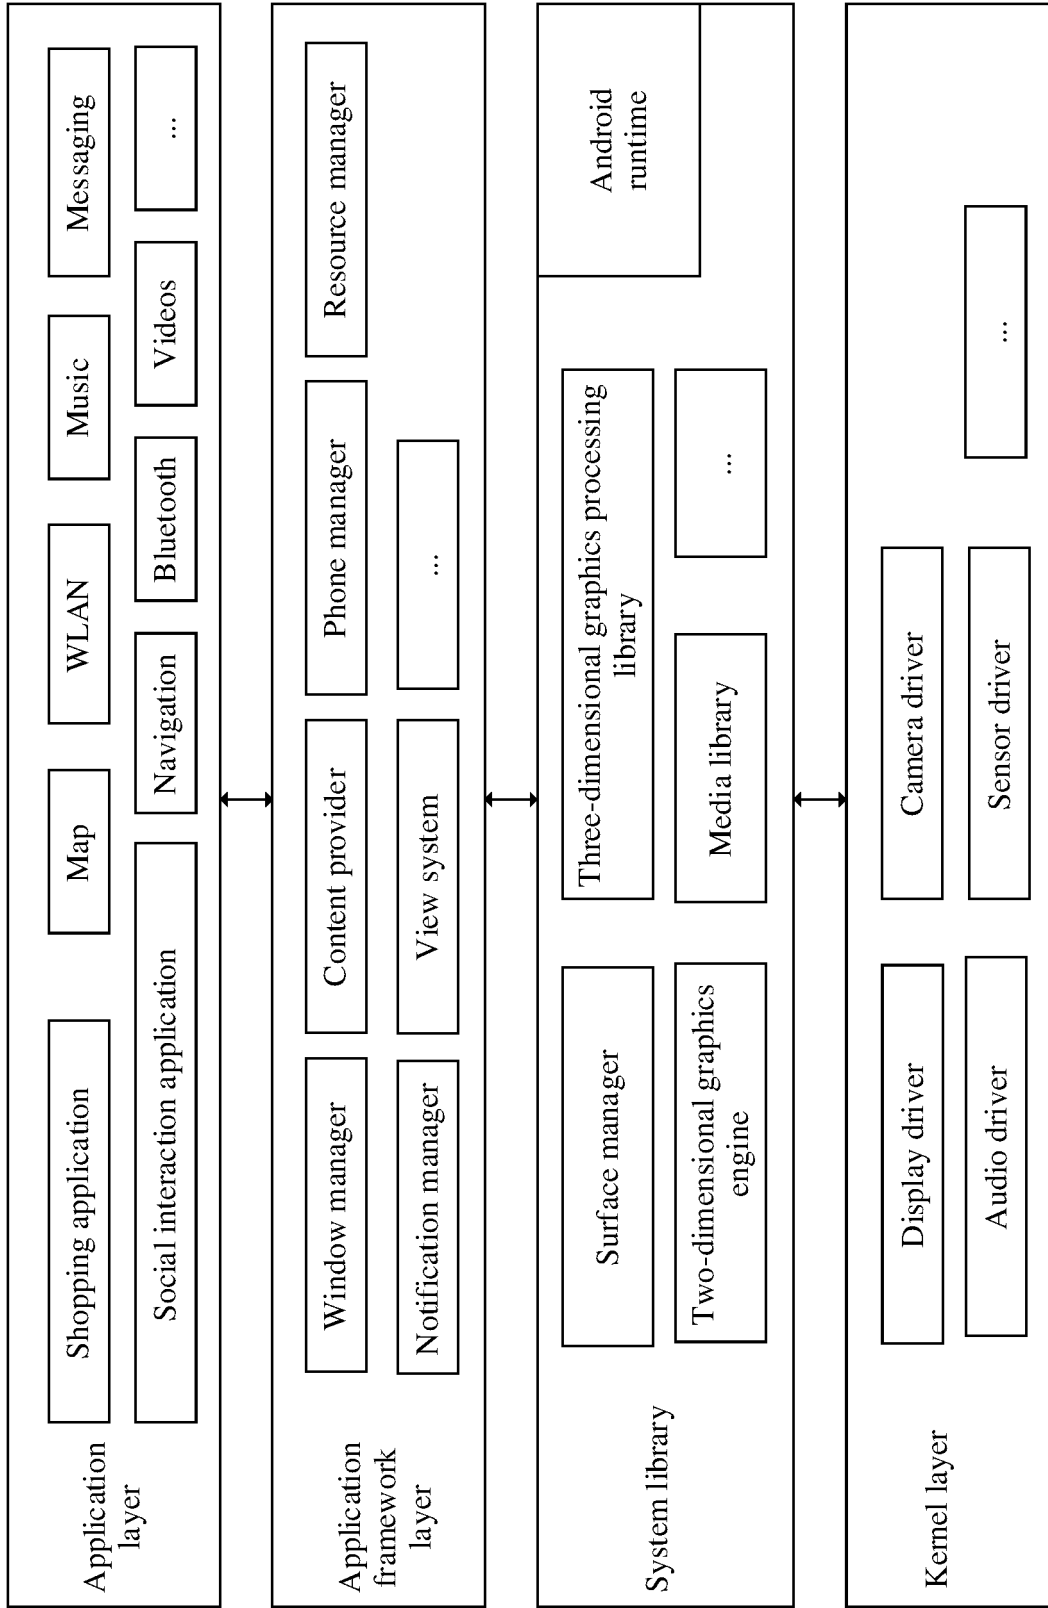 Application
layer
Shopping application
Map
WLAN
Music
Messaging
Social interaction application
Navigation
Bluetooth
Videos
...
Application
framework
layer
Window manager
Content provider
Phone manager
Resource manager
Notification manager
View system
...
System library
Surface manager
Three-dimensional graphics processing
library
Android
runtime
Two-dimensional graphics
engine
Media library
...
Kernel layer
Display driver
Camera driver
Audio driver
Sensor driver
...